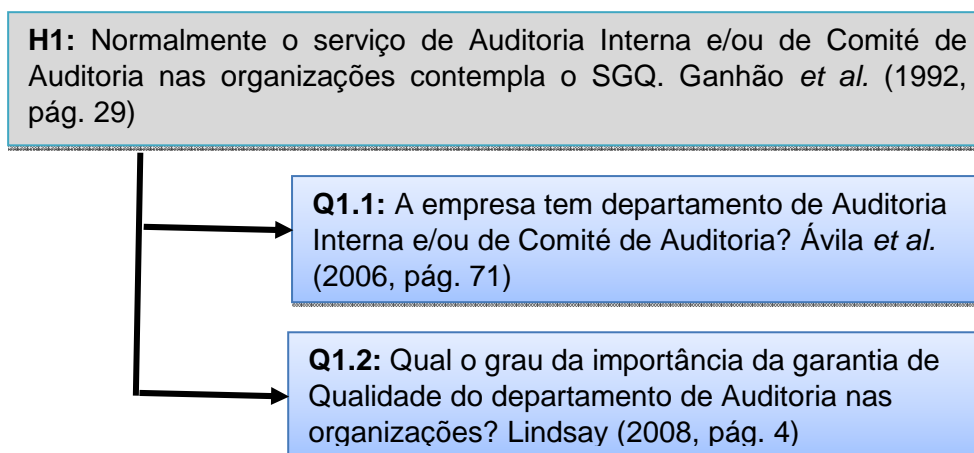 H1: Normalmente o serviço de Auditoria Interna e/ou de Comité de
Auditoria nas organizações contempla o SGQ. Ganhão et al. (1992,
pág. 29)
Q1.1: A empresa tem departamento de Auditoria
Interna e/ou de Comité de Auditoria? Ávila et al.
(2006, pág. 71)
Q1.2: Qual o grau da importância da garantia de
Qualidade do departamento de Auditoria nas
organizações? Lindsay (2008, pág. 4)